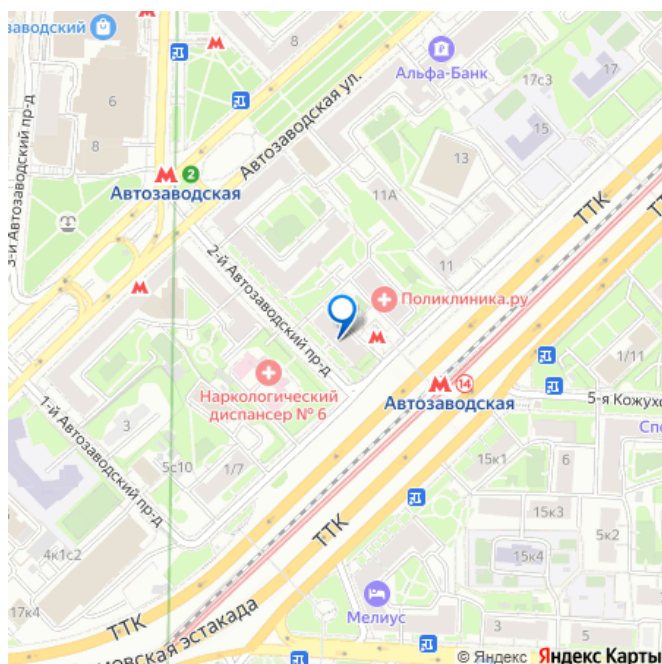 заводский
8
6
8
М
Альфа-Банк
17с3
17
15
3-й Автозаводский пр-д
Автозаводская ул.
13
М 2
Автозаводская
11А
ТТК
ТТК
2-й Автозаводский пр-д
11
М
Поликлиника.ру
М
1/11
М 14
Автозаводская
5-я Кожухо
Наркологический
диспансер № 6
1-й Автозаводский пр-д
3
Спо
5с10
1/7
15к1
6
15к3
5к2
4к1с2
ТТК
15к4
17к4
Мелиус
3
5
ТТК
новская эстакада
© Яндекс Яндекс Карты